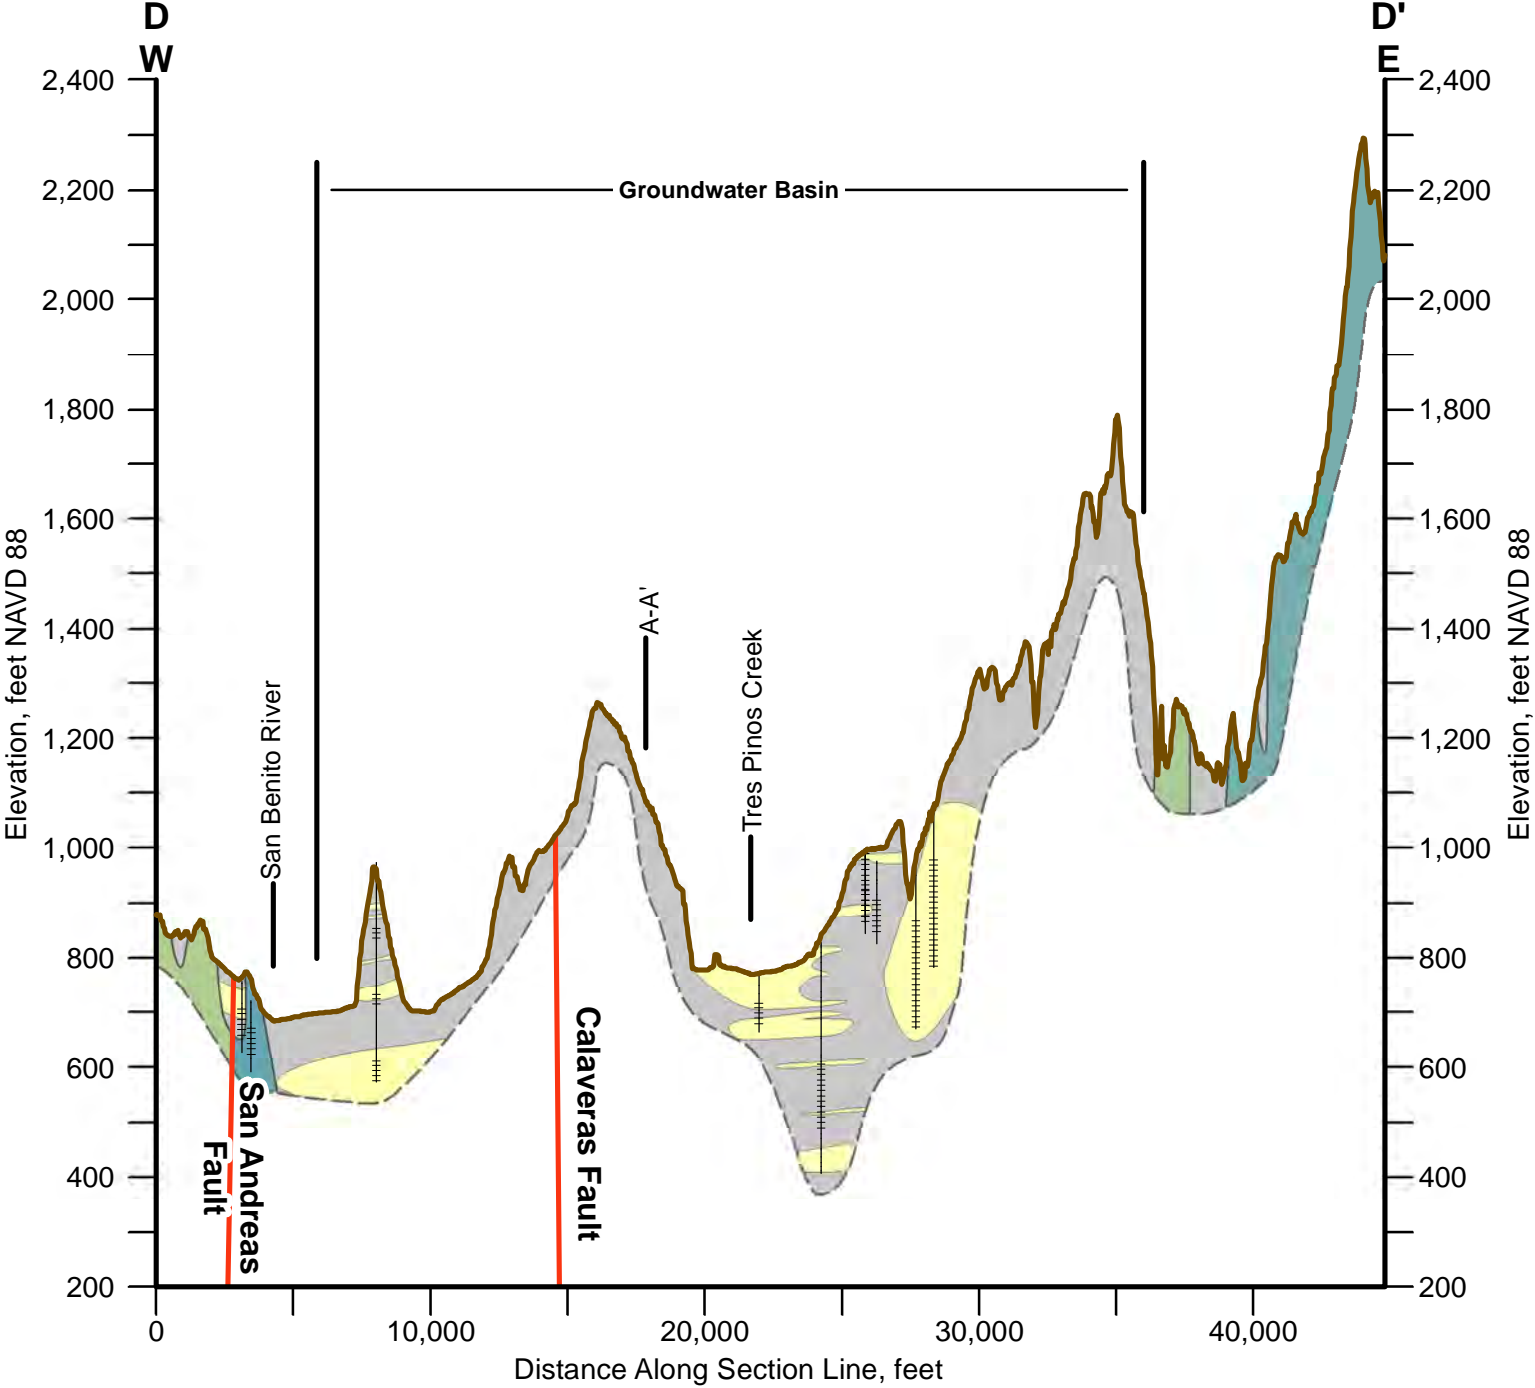 D
W
D'
E
2,400
2,200
2,000
1,800
1,600
1,400
1,200
1,000
800
600
400
200
2,400
2,200
2,000
1,800
1,600
1,400
1,200
1,000
800
600
400
200
Elevation, feet NAVD 88
Elevation, feet NAVD 88
Groundwater Basin
San Benito River
A-A'
Tres Pinos Creek
San Andreas
Fault
Calaveras Fault
0
10,000
20,000
30,000
40,000
Distance Along Section Line, feet